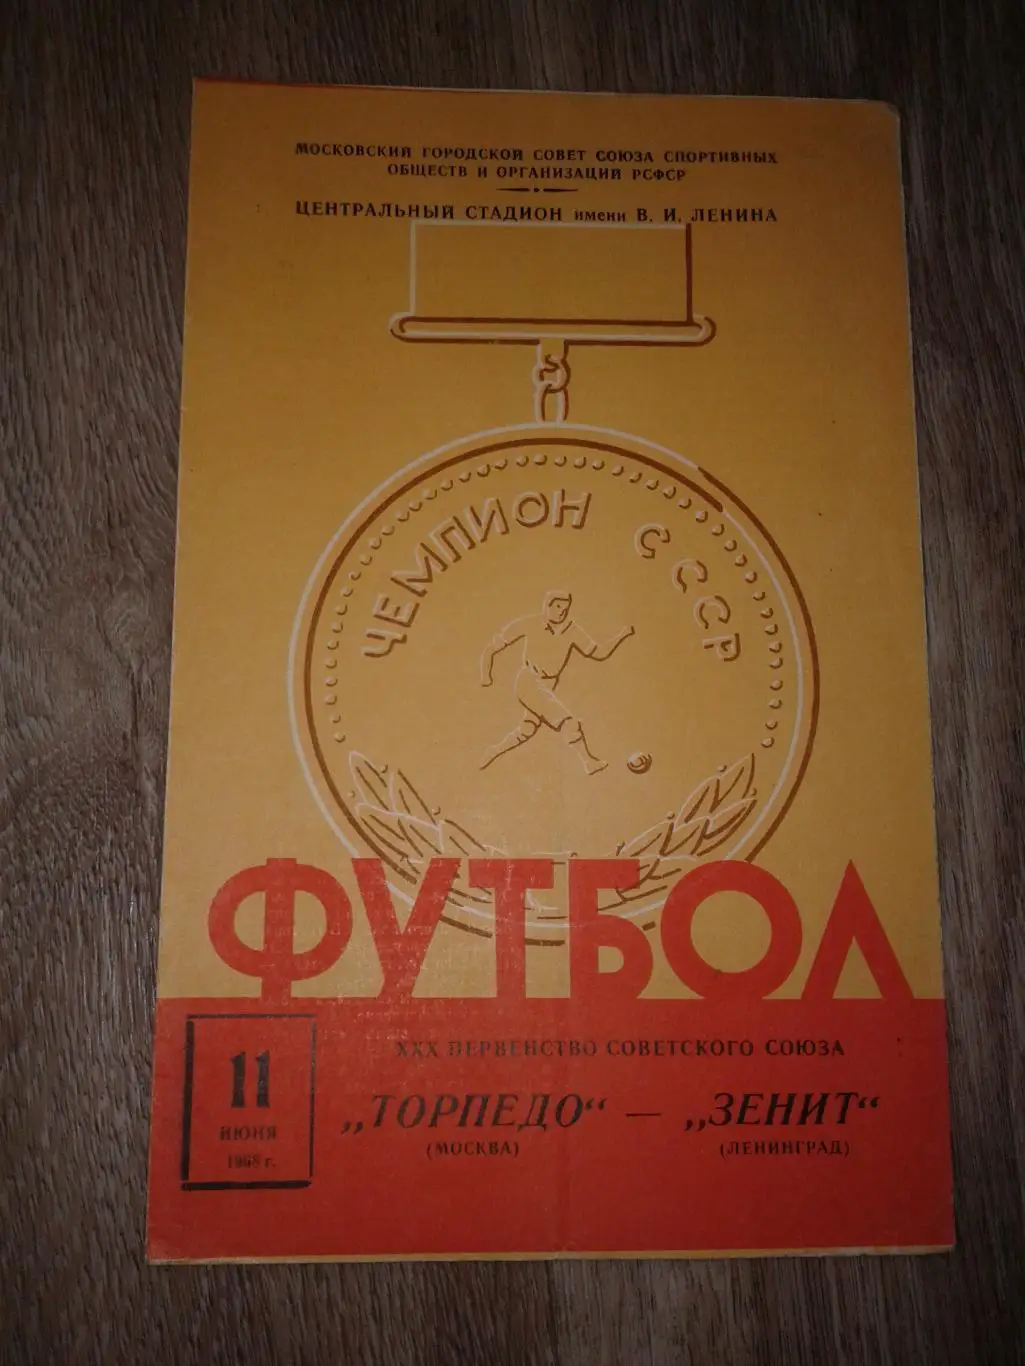 МОСКОВСКИЙ ГОРОДСКОЙ СОВЕТ СОЮЗА СПОРТИВНЫХ
ОБЩЕСТВ И ОРГАНИЗАЦИЙ РСФСР
ЦЕНТРАЛЬНЫЙ СТАДИОН имени В. И. ЛЕНИНА
ЧЕМПИОН СССР
ФУТБОЛ
11
ИЮНЯ
1968 г.
XXX ПЕРВЕНСТВО СОВЕТСКОГО СОЮЗА
„ТОРПЕДО“ — „ЗЕНИТ“
(МОСКВА) (ЛЕНИНГРАД)